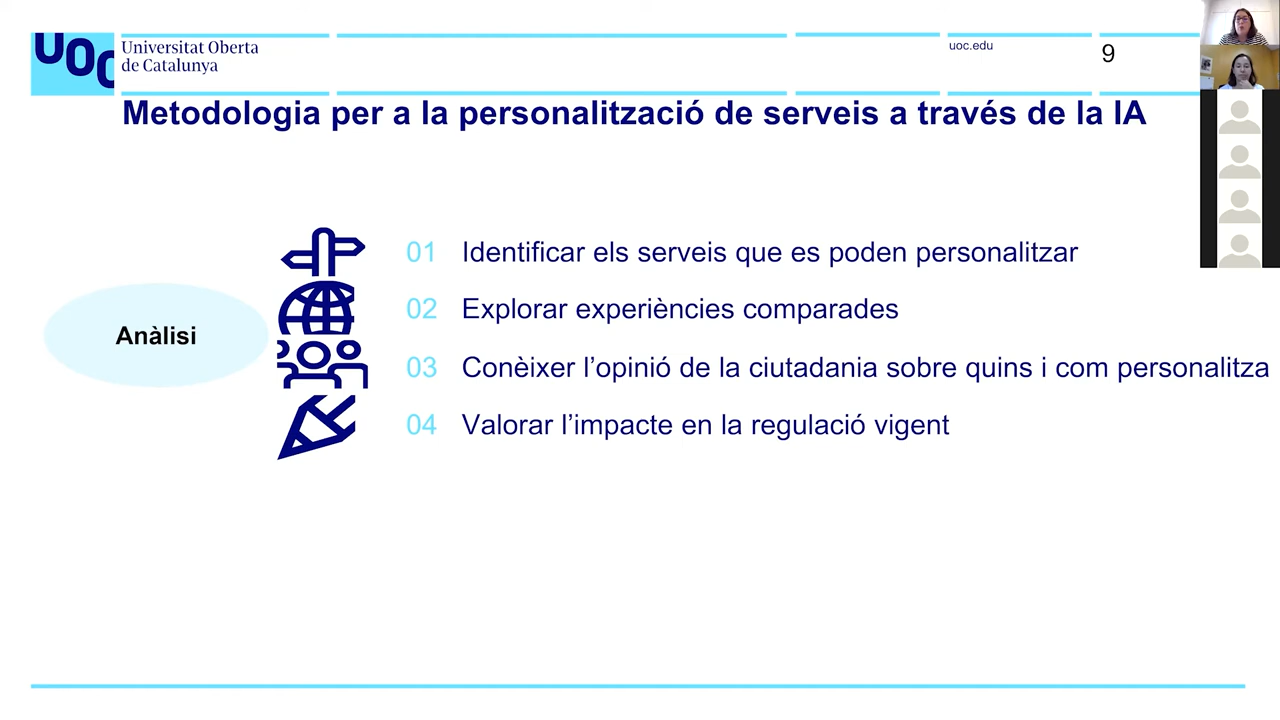 UOC
Universitat Oberta
de Catalunya
uoc.edu
9
Metodologia per a la personalització de serveis a través de la IA
Anàlisi
01 Identificar els serveis que es poden personalitzar
02 Explorar experiències comparades
03 Conèixer l’opinió de la ciutadania sobre quins i com personalitza
04 Valorar l’impacte en la regulació vigent